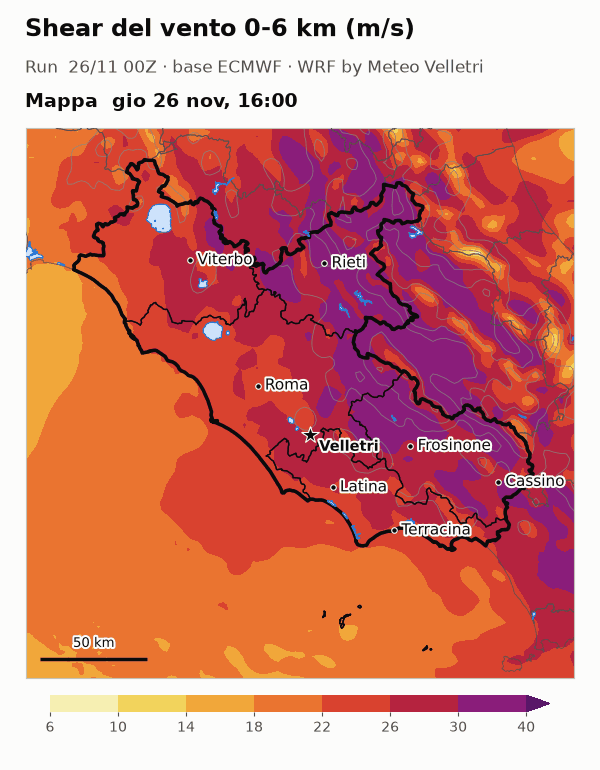 Shear del vento 0-6 km (m/s)
Run  26/11 00Z · base ECMWF · WRF by Meteo Velletri
Mappa  gio 26 nov, 16:00
Viterbo
Rieti
Roma
Velletri
Frosinone
Cassino
Latina
Terracina
50 km
6 10 14 18 22 26 30 40